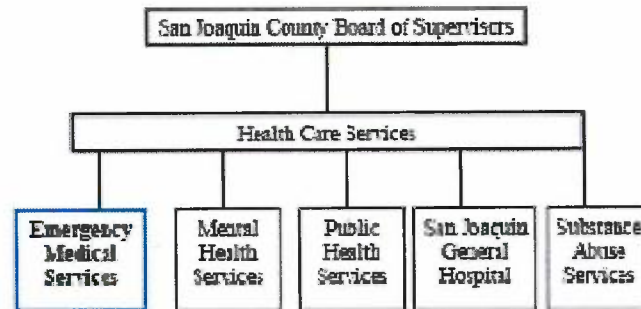 San Joaquin County Board of Supervisors
Health Care Services
Emergency
Medical
Services
Mental
Health
Services
Public
Health
Services
San Joaquin
General
Hospital
Substance
Abuse
Services